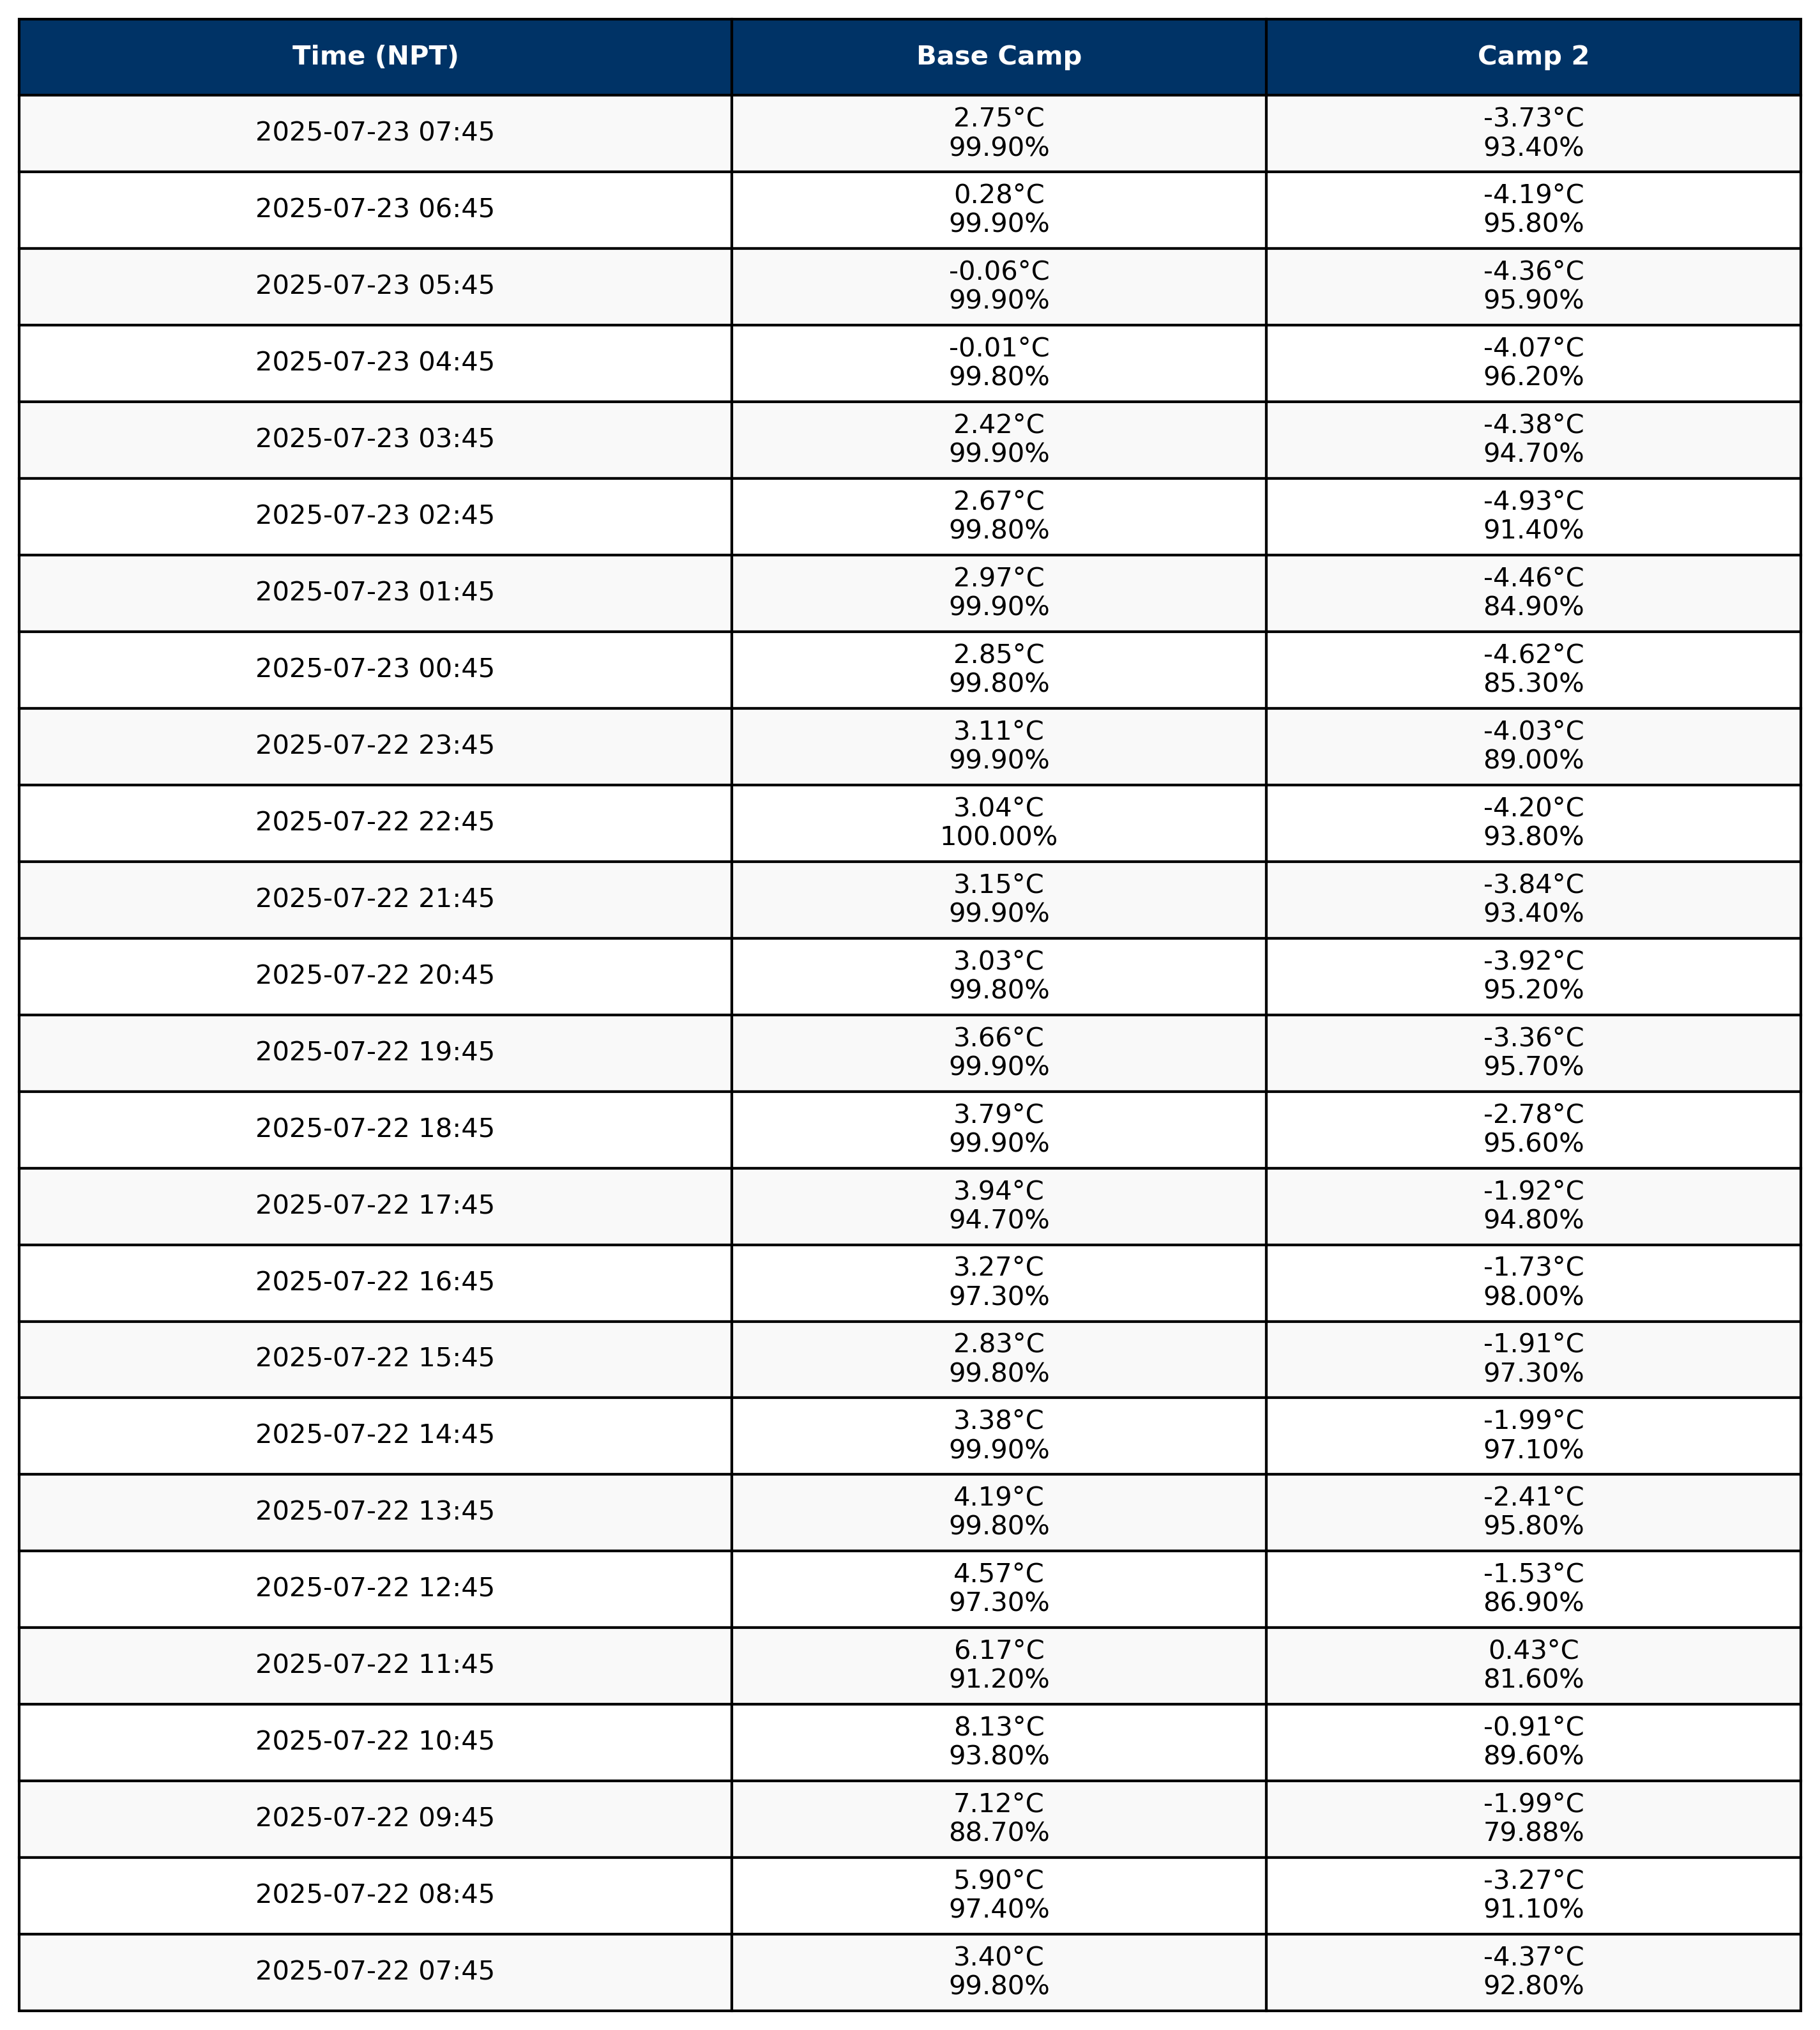 Time (NPT) Base Camp Camp 2
2025-07-23 07:45 2.75°C -3.73°C
99.90% 93.40%
2025-07-23 06:45 0.28°C -4.19°C
99.90% 95.80%
2025-07-23 05:45 -0.06°C -4.36°C
99.90% 95.90%
2025-07-23 04:45 -0.01°C -4.07°C
99.80% 96.20%
2025-07-23 03:45 2.42°C -4.38°C
99.90% 94.70%
2025-07-23 02:45 2.67°C -4.93°C
99.80% 91.40%
2025-07-23 01:45 2.97°C -4.46°C
99.90% 84.90%
2025-07-23 00:45 2.85°C -4.62°C
99.80% 85.30%
2025-07-22 23:45 3.11°C -4.03°C
99.90% 89.00%
2025-07-22 22:45 3.04°C -4.20°C
100.00% 93.80%
2025-07-22 21:45 3.15°C -3.84°C
99.90% 93.40%
2025-07-22 20:45 3.03°C -3.92°C
99.80% 95.20%
2025-07-22 19:45 3.66°C -3.36°C
99.90% 95.70%
2025-07-22 18:45 3.79°C -2.78°C
99.90% 95.60%
2025-07-22 17:45 3.94°C -1.92°C
94.70% 94.80%
2025-07-22 16:45 3.27°C -1.73°C
97.30% 98.00%
2025-07-22 15:45 2.83°C -1.91°C
99.80% 97.30%
2025-07-22 14:45 3.38°C -1.99°C
99.90% 97.10%
2025-07-22 13:45 4.19°C -2.41°C
99.80% 95.80%
2025-07-22 12:45 4.57°C -1.53°C
97.30% 86.90%
2025-07-22 11:45 6.17°C 0.43°C
91.20% 81.60%
2025-07-22 10:45 8.13°C -0.91°C
93.80% 89.60%
2025-07-22 09:45 7.12°C -1.99°C
88.70% 79.88%
2025-07-22 08:45 5.90°C -3.27°C
97.40% 91.10%
2025-07-22 07:45 3.40°C -4.37°C
99.80% 92.80%